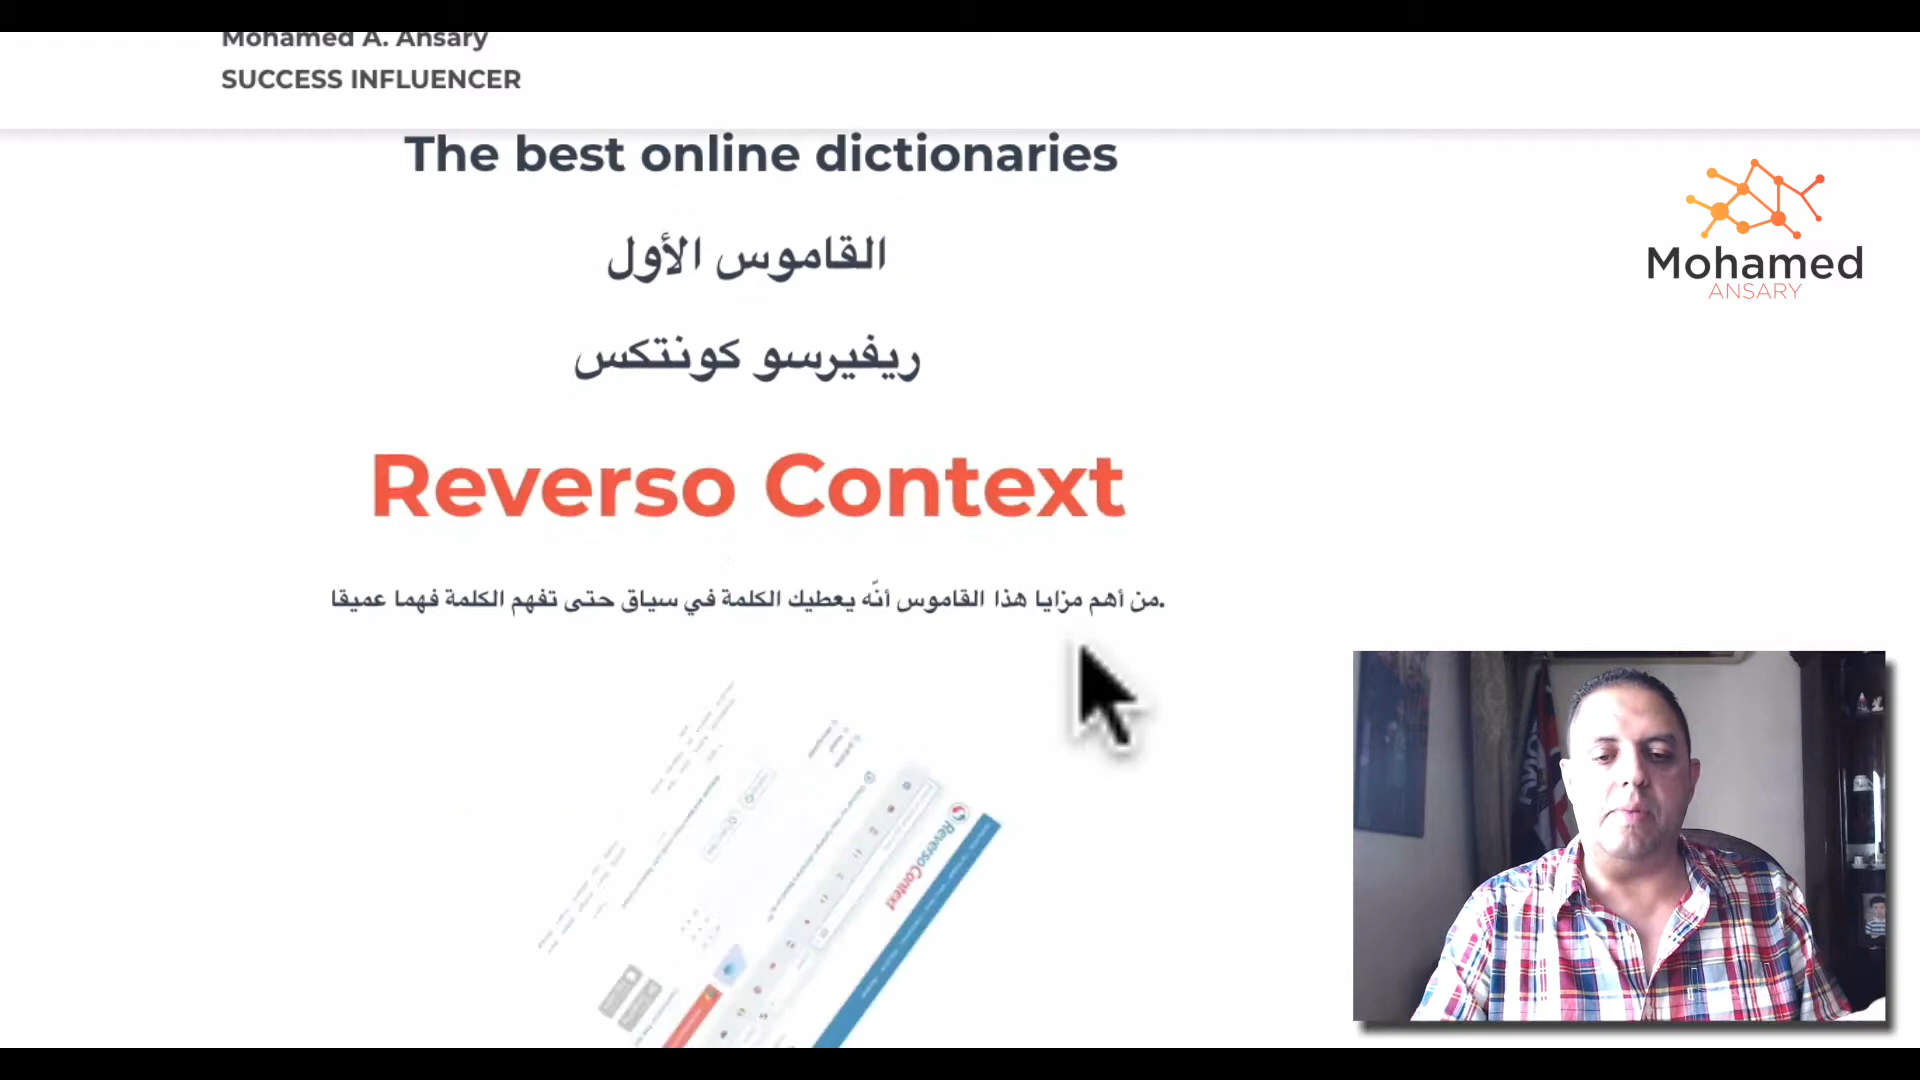 Mohamed A. Ansary
SUCCESS INFLUENCER
The best online dictionaries
القاموس الأول
ريفيرسو كونتكس
Reverso Context
من أهم مزايا هذا القاموس أنّه يعطيك الكلمة في سياق حتى تفهم الكلمة فهما عميقا.
Mohamed
ANSARY
ReversoContext